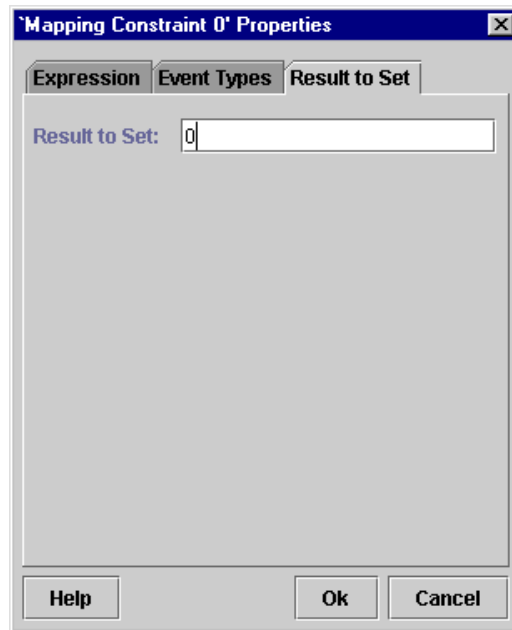 `Mapping Constraint 0' Properties
Expression Event Types Result to Set
Result to Set: 0
Help Ok Cancel